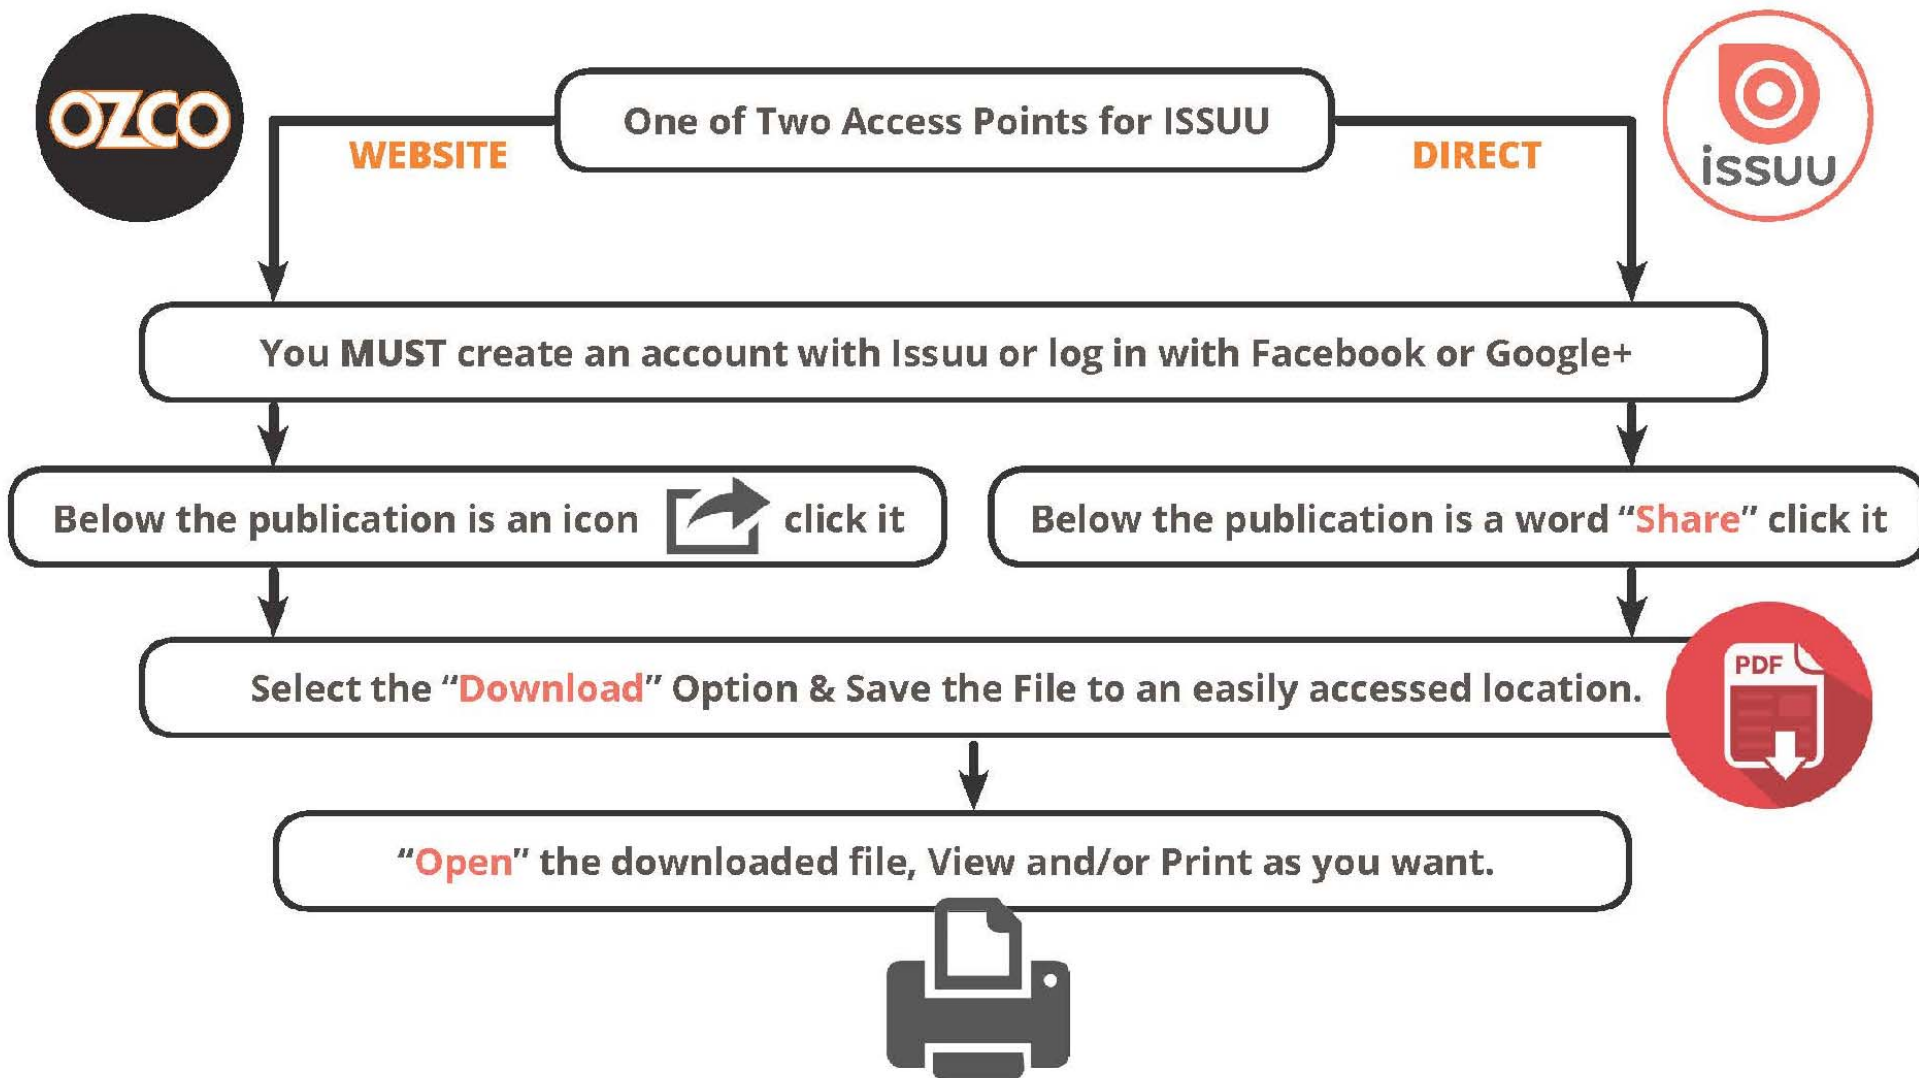 OZCO
One of Two Access Points for ISSUU
WEBSITE
DIRECT
issuu
You MUST create an account with Issuu or log in with Facebook or Google+
Below the publication is an icon click it
Below the publication is a word “Share” click it
Select the “Download” Option & Save the File to an easily accessed location.
PDF
“Open” the downloaded file, View and/or Print as you want.